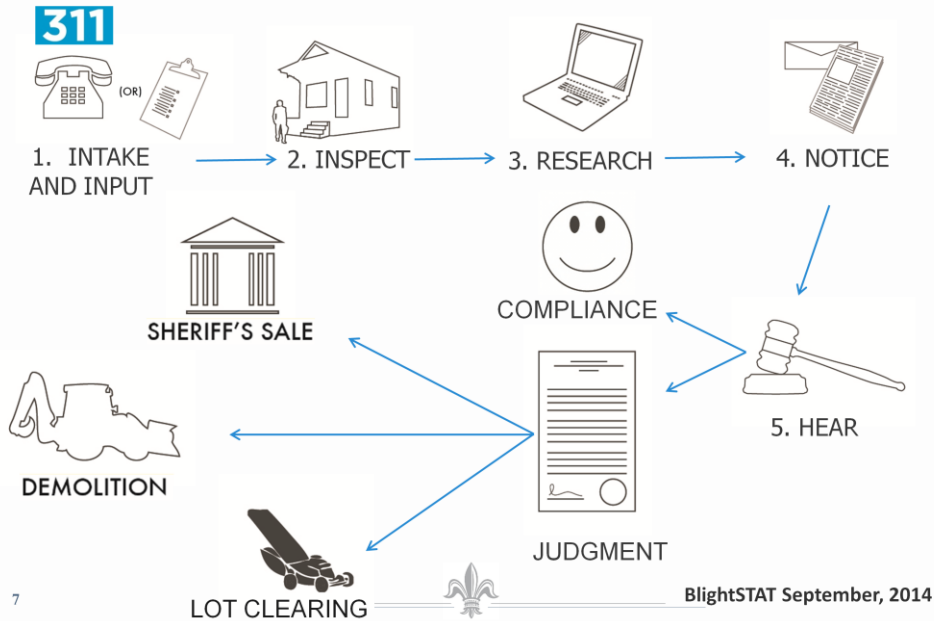 311
(OR)
1. INTAKE
AND INPUT
2. INSPECT
3. RESEARCH
4. NOTICE
COMPLIANCE
SHERIFF'S SALE
5. HEAR
DEMOLITION
JUDGMENT
LOT CLEARING
7
BlightSTAT September, 2014